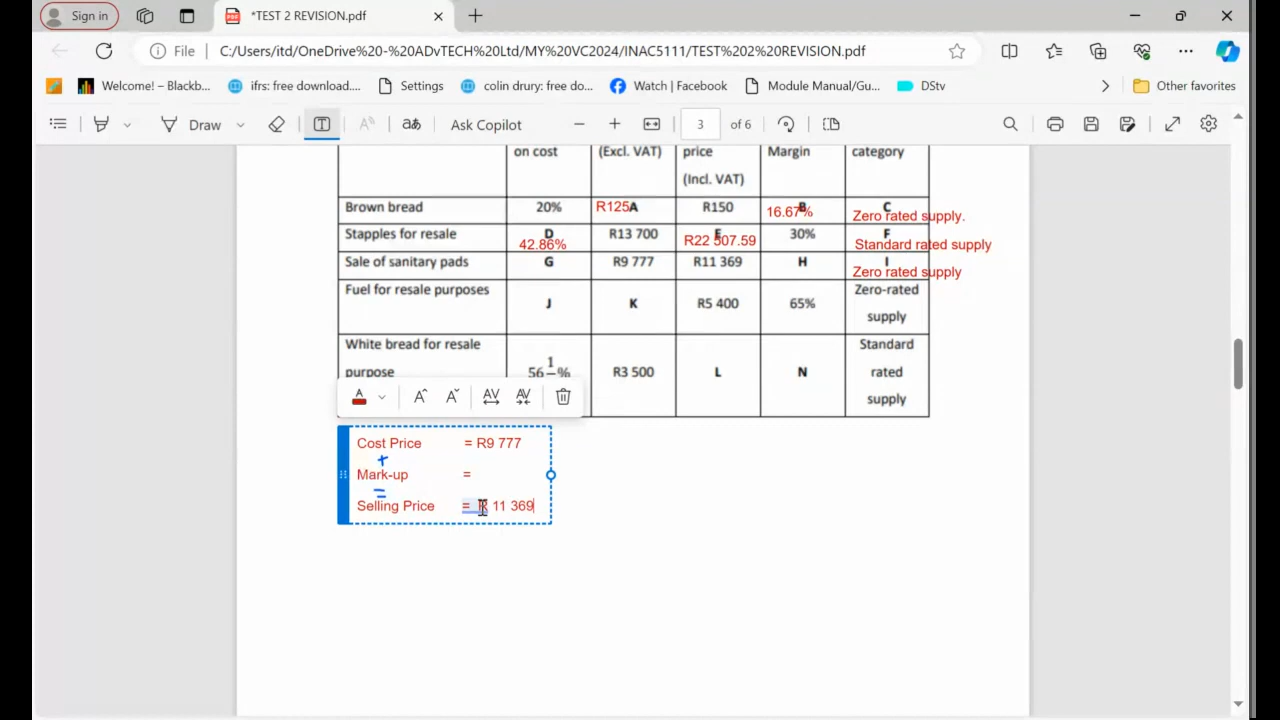 Sign in
*TEST 2 REVISION.pdf
File C:/Users/itd/OneDrive%20-%20ADvTECH%20Ltd/MY%20VC2024/INAC5111/TEST%202%20REVISION.pdf
Welcome! – Blackb... ifrs: free download.... Settings colin drury: free do... Watch | Facebook Module Manual/Gu... DStv Other favorites
Draw Ask Copilot 3 of 6
on cost (Excl. VAT) price Margin category
(Incl. VAT)
Brown bread 20% R125 A R150 16.67% B C
Zero rated supply.
Stapples for resale D R13 700 E 30% F
42.86% R22 507.59 Standard rated supply
Sale of sanitary pads G R9 777 R11 369 H I
Zero rated supply
Fuel for resale purposes J K R5 400 65% Zero-rated
supply
White bread for resale Standard
purpose 56 1 % R3 500 L N rated
supply
Cost Price = R9 777
+
Mark-up =
=
Selling Price = R 11 369